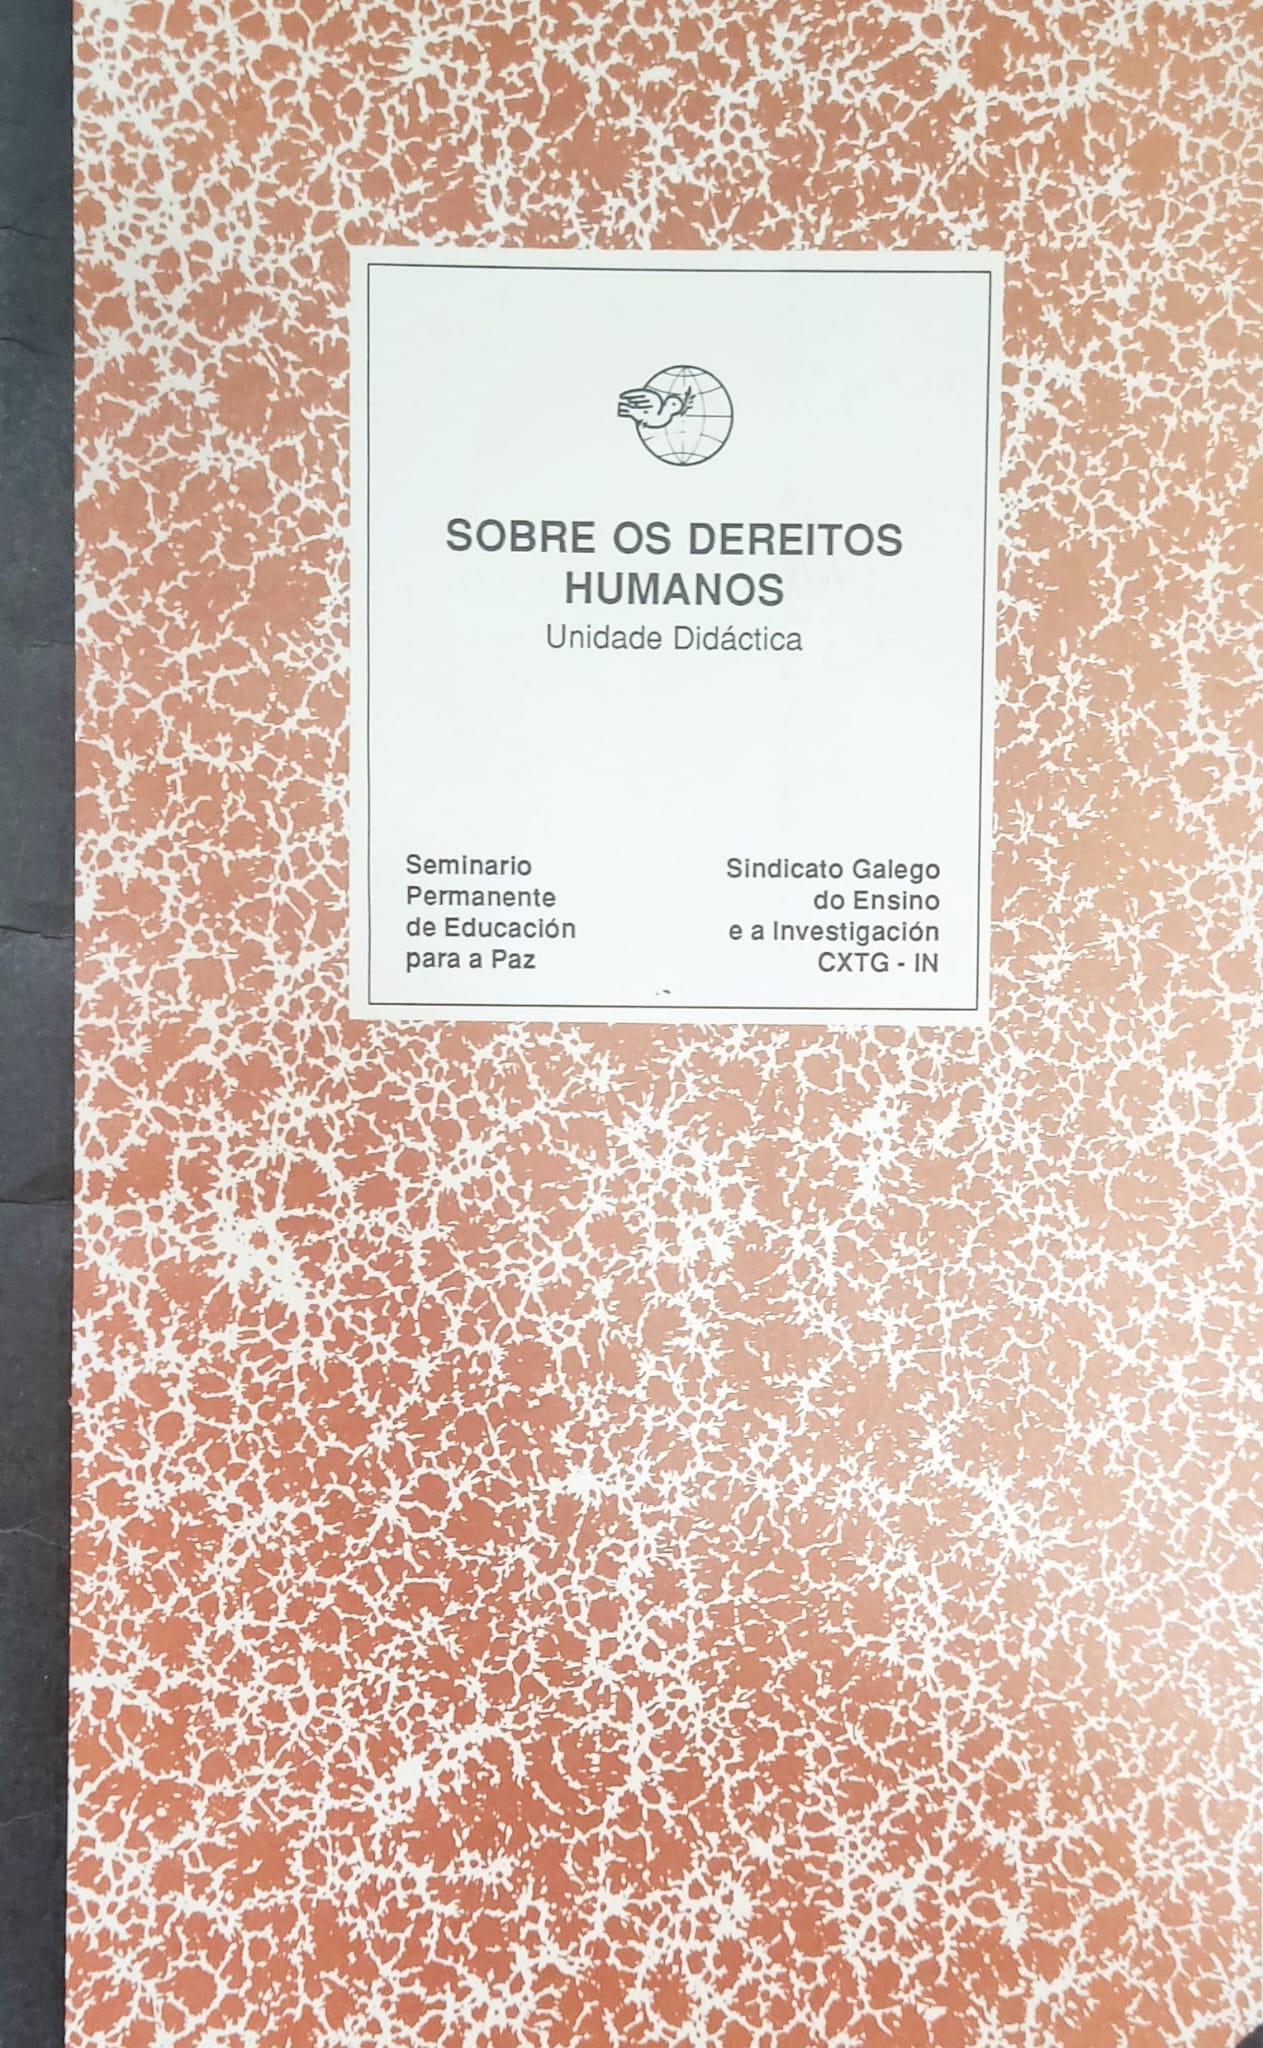 SOBRE OS DEREITOS
HUMANOS
Unidade Didáctica
Seminario
Permanente
de Educación
para a Paz
Sindicato Galego
do Ensino
e a Investigación
CXTG - IN